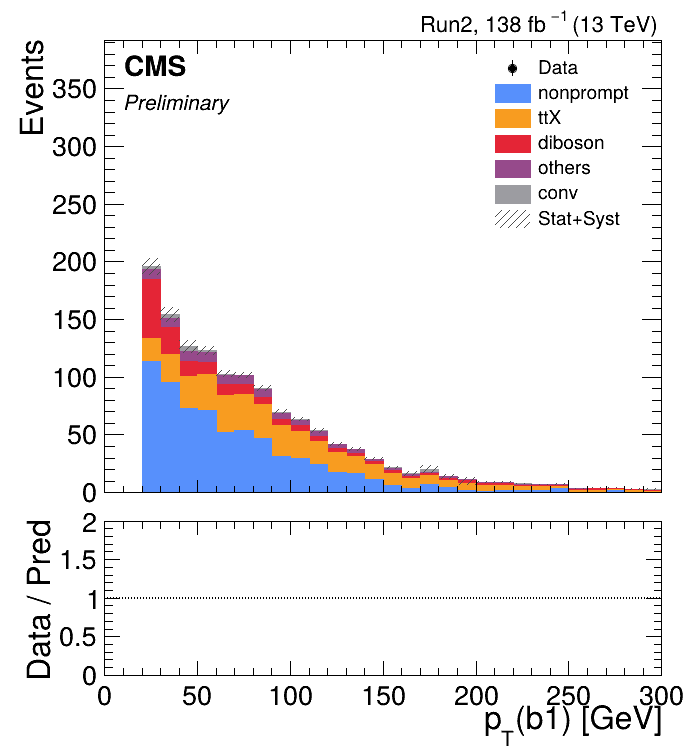 Run2, 138 fb⁻¹ (13 TeV)
CMS
Preliminary
Data
nonprompt
ttX
diboson
others
conv
Stat+Syst
Events
350
300
250
200
150
100
50
0
Data / Pred
2
1.5
1
0.5
0
0 50 100 150 200 250 300
p_T(b1) [GeV]